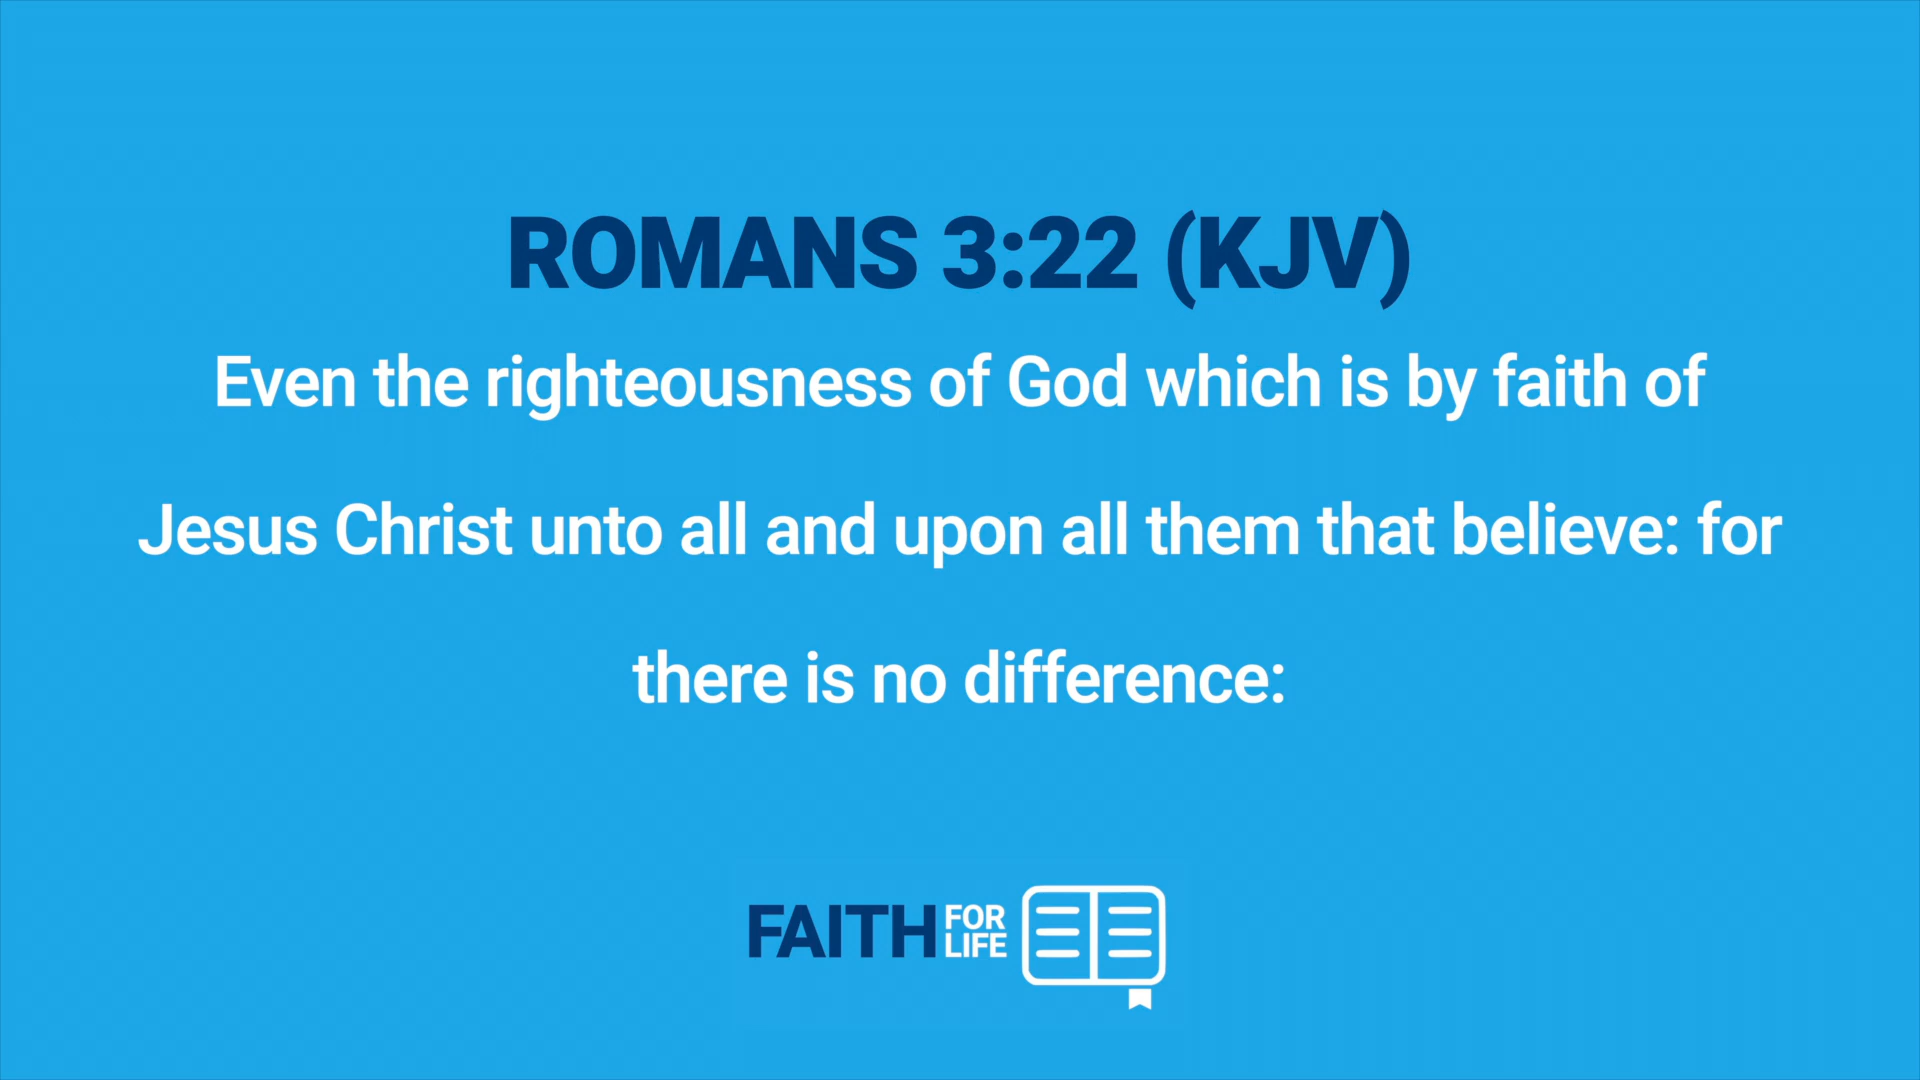 ROMANS 3:22 (KJV)
Even the righteousness of God which is by faith of
Jesus Christ unto all and upon all them that believe: for
there is no difference:
FAITH FOR LIFE